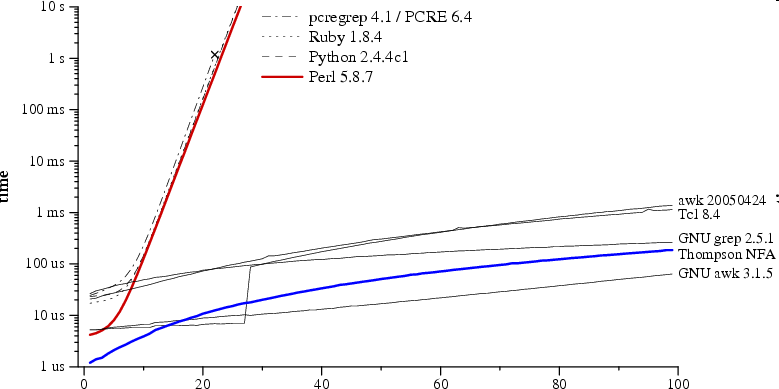 10 s
pcregrep 4.1 / PCRE 6.4
Ruby 1.8.4
1 s
Python 2.4.4c1
Perl 5.8.7
100 ms
10 ms
time
awk 20050424
1 ms
Tcl 8.4
GNU grep 2.5.1
Thompson NFA
100 us
GNU awk 3.1.5
10 us
1 us
0 20 40 60 80 100